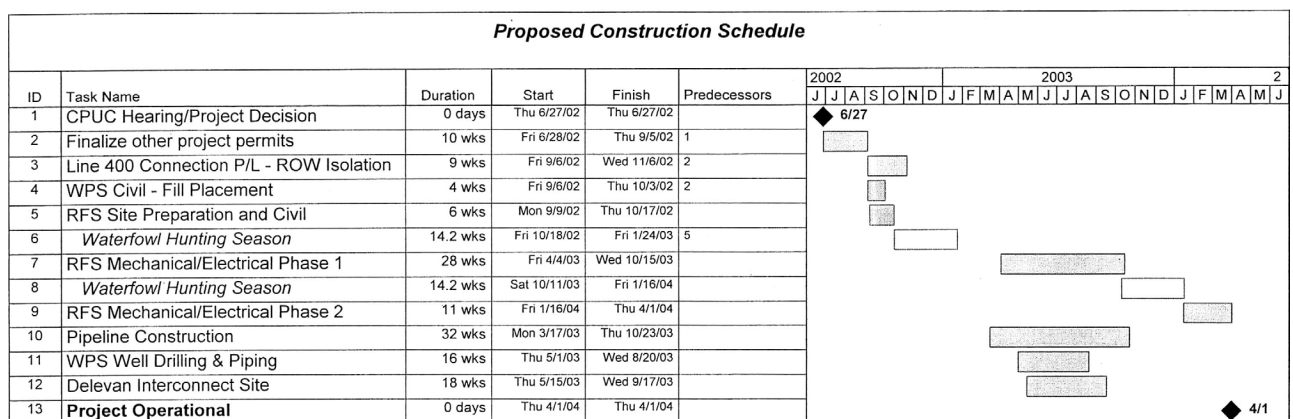 Proposed Construction Schedule
2002 2003 2
ID Task Name Duration Start Finish Predecessors J J A S O N D J F M A M J J A S O N D J F M A M J
1 CPUC Hearing/Project Decision 0 days Thu 6/27/02 Thu 6/27/02 6/27
2 Finalize other project permits 10 wks Fri 6/28/02 Thu 9/5/02 1
3 Line 400 Connection P/L - ROW Isolation 9 wks Fri 9/6/02 Wed 11/6/02 2
4 WPS Civil - Fill Placement 4 wks Fri 9/6/02 Thu 10/3/02 2
5 RFS Site Preparation and Civil 6 wks Mon 9/9/02 Thu 10/17/02
6 Waterfowl Hunting Season 14.2 wks Fri 10/18/02 Fri 1/24/03 5
7 RFS Mechanical/Electrical Phase 1 28 wks Fri 4/4/03 Wed 10/15/03
8 Waterfowl Hunting Season 14.2 wks Sat 10/11/03 Fri 1/16/04
9 RFS Mechanical/Electrical Phase 2 11 wks Fri 1/16/04 Thu 4/1/04
10 Pipeline Construction 32 wks Mon 3/17/03 Thu 10/23/03
11 WPS Well Drilling & Piping 16 wks Thu 5/1/03 Wed 8/20/03
12 Delevan Interconnect Site 18 wks Thu 5/15/03 Wed 9/17/03
13 Project Operational 0 days Thu 4/1/04 Thu 4/1/04 4/1